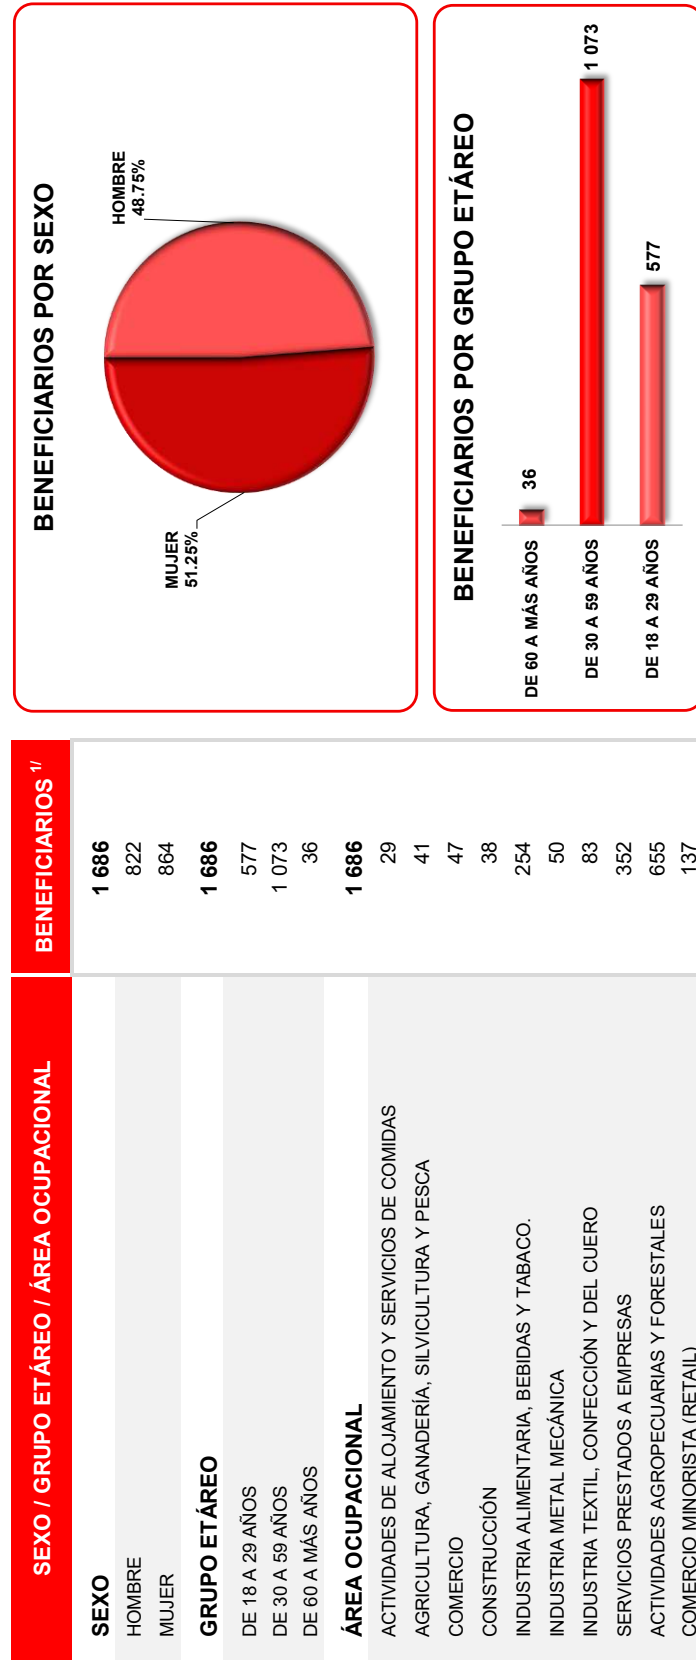 SEXO / GRUPO ETÁREO / ÁREA OCUPACIONAL BENEFICIARIOS 1/
SEXO 1 686
HOMBRE 822
MUJER 864
GRUPO ETÁREO 1 686
DE 18 A 29 AÑOS 577
DE 30 A 59 AÑOS 1 073
DE 60 A MÁS AÑOS 36
ÁREA OCUPACIONAL 1 686
ACTIVIDADES DE ALOJAMIENTO Y SERVICIOS DE COMIDAS 29
AGRICULTURA, GANADERÍA, SILVICULTURA Y PESCA 41
COMERCIO 47
CONSTRUCCIÓN 38
INDUSTRIA ALIMENTARIA, BEBIDAS Y TABACO. 254
INDUSTRIA METAL MECÁNICA 50
INDUSTRIA TEXTIL, CONFECCIÓN Y DEL CUERO 83
SERVICIOS PRESTADOS A EMPRESAS 352
ACTIVIDADES AGROPECUARIAS Y FORESTALES 655
COMERCIO MINORISTA (RETAIL) 137
BENEFICIARIOS POR SEXO
HOMBRE
48.75%
MUJER
51.25%
BENEFICIARIOS POR GRUPO ETÁREO
DE 60 A MÁS AÑOS 36
DE 30 A 59 AÑOS 1 073
DE 18 A 29 AÑOS 577